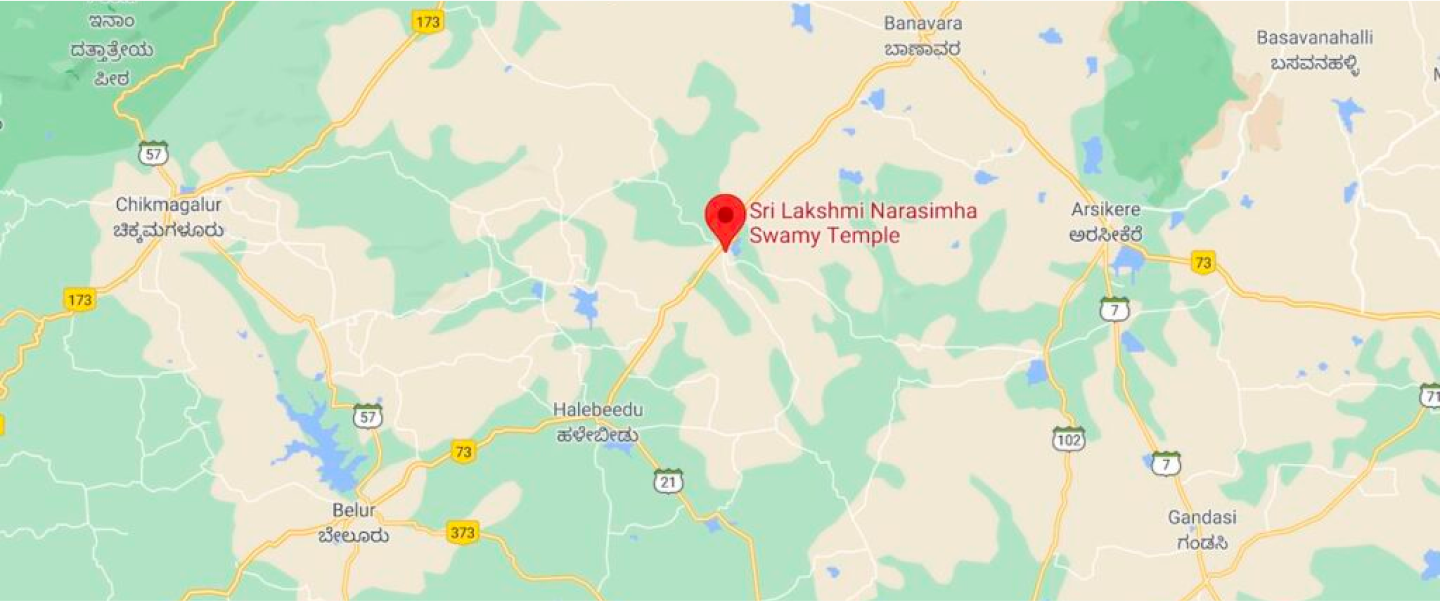 ಇನಾಂ
ದತ್ತಾತ್ರೇಯ
ಪೀಠ
173
Banavara
ಬಾಣಾವರ
Basavanahalli
ಬಸವನಹಳ್ಳಿ
57
Chikmagalur
ಚಿಕ್ಕಮಗಳೂರು
Sri Lakshmi Narasimha
Swamy Temple
Arsikere
ಅರಸೀಕೆರೆ
73
173
7
57
Halebeedu
ಹಳೇಬೀಡು
71
73
102
21
7
Belur
ಬೇಲೂರು
373
Gandasi
ಗಂಡಸಿ